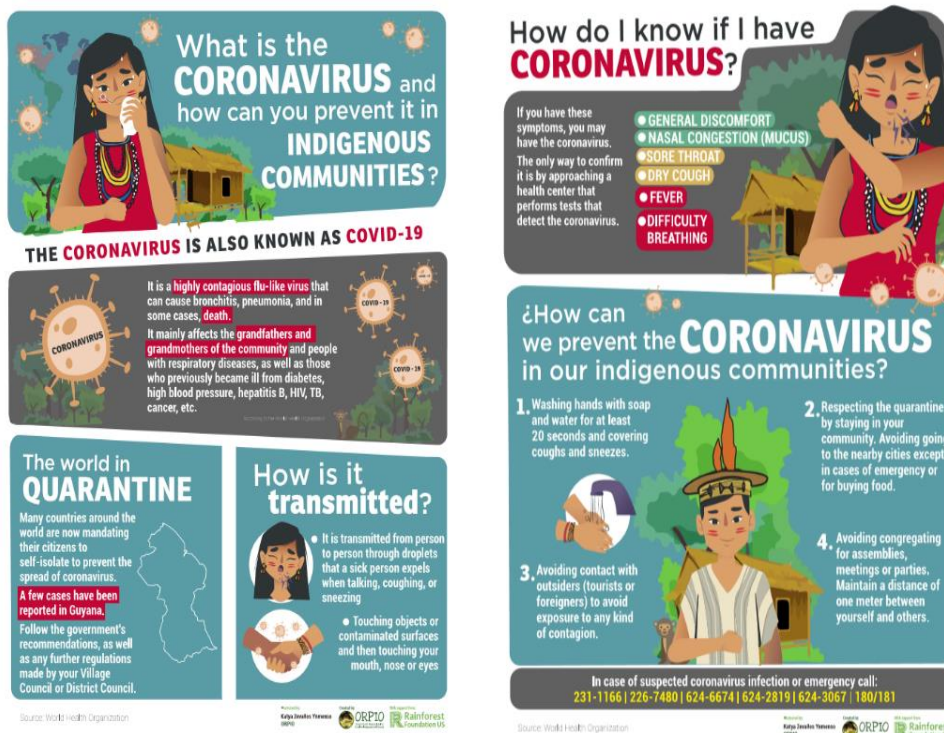 What is the
CORONAVIRUS and
how can you prevent it in
INDIGENOUS
COMMUNITIES?
THE CORONAVIRUS IS ALSO KNOWN AS COVID-19
CORONAVIRUS
It is a highly contagious flu-like virus that
can cause bronchitis, pneumonia, and in
some cases, death.
It mainly affects the grandfathers and
grandmothers of the community and people
with respiratory diseases, as well as those
who previously became ill from diabetes,
high blood pressure, hepatitis B, HIV, TB,
cancer, etc.
COVID-19
COVID-19
The world in
QUARANTINE
Many countries around the
world are now mandating
their citizens to
self-isolate to prevent the
spread of coronavirus.
A few cases have been
reported in Guyana.
Follow the government's
recommendations, as well
as any further regulations
made by your Village
Council or District Council.
How is it
transmitted?
It is transmitted from person
to person through droplets
that a sick person expels
when talking, coughing, or
sneezing
Touching objects or
contaminated surfaces
and then touching your
mouth, nose or eyes
Source: World Health Organization
ORPIO
ORPIO
Rainforest
Foundation US
How do I know if I have
CORONAVIRUS?
If you have these
symptoms, you may
have the coronavirus.
The only way to confirm
it is by approaching a
health center that
performs tests that
detect the coronavirus.
GENERAL DISCOMFORT
NASAL CONGESTION (MUCUS)
SORE THROAT
DRY COUGH
FEVER
DIFFICULTY
BREATHING
¿How can
we prevent the CORONAVIRUS
in our indigenous communities?
1. Washing hands with soap
and water for at least
20 seconds and covering
coughs and sneezes.
2. Respecting the quarantine
by staying in your
community. Avoiding goin
to the nearby cities except
in cases of emergency or
for buying food.
3. Avoiding contact with
outsiders (tourists or
foreigners) to avoid
exposure to any kind
of contagion.
4. Avoiding congregating
for assemblies,
meetings or parties.
Maintain a distance of
one meter between
yourself and others.
In case of suspected coronavirus infection or emergency call:
231-1166 | 226-7480 | 624-6674 | 624-2819 | 624-3067 | 180/181
Source: World Health Organization
ORPIO
Rainfores